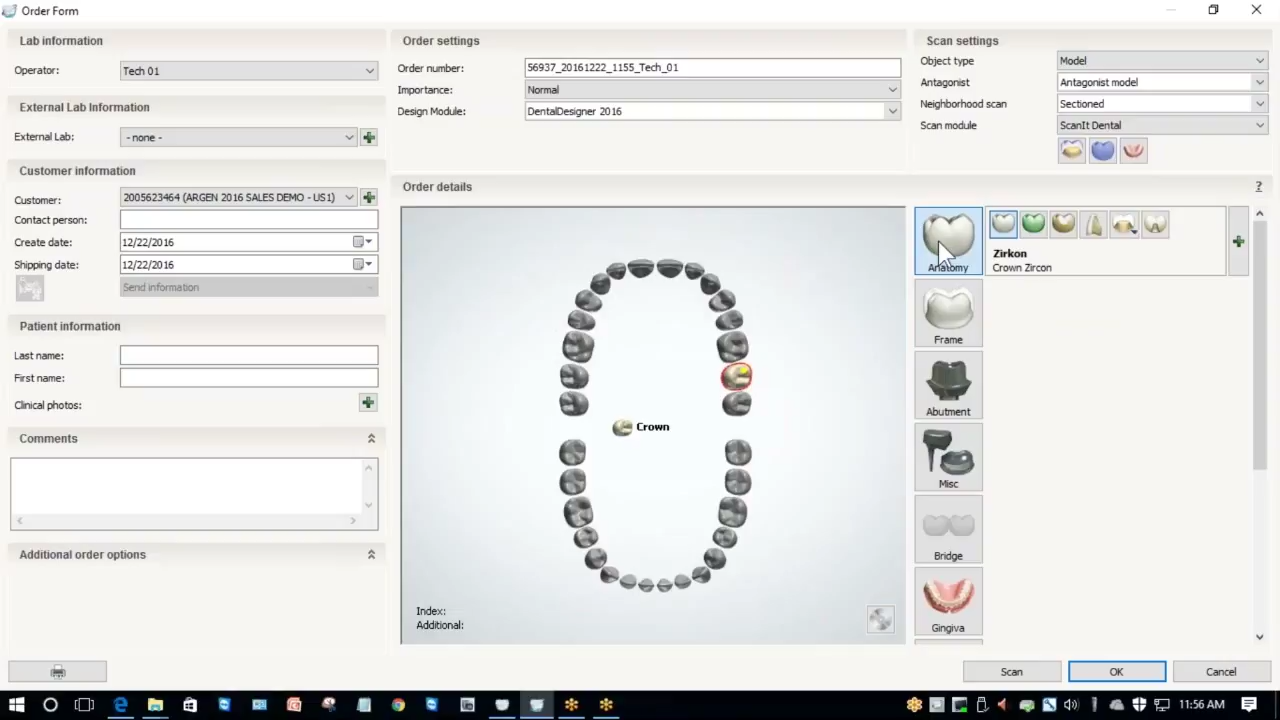 Order Form
Lab information
Operator:
Tech 01
External Lab Information
External Lab:
- none -
Customer information
Customer:
2005623464 (ARGEN 2016 SALES DEMO - US1)
Contact person:
Create date:
12/22/2016
Shipping date:
12/22/2016
Send information
Patient information
Last name:
First name:
Clinical photos:
Comments
Additional order options
Order settings
Order number:
56937_20161222_1155_Tech_01
Importance:
Normal
Design Module:
DentalDesigner 2016
Scan settings
Object type
Model
Antagonist
Antagonist model
Neighborhood scan
Sectioned
Scan module
ScanIt Dental
Order details
?
Crown
Index:
Additional:
Anatomy
Frame
Abutment
Misc
Bridge
Gingiva
Zirkon
Crown Zircon
Scan
OK
Cancel
11:56 AM